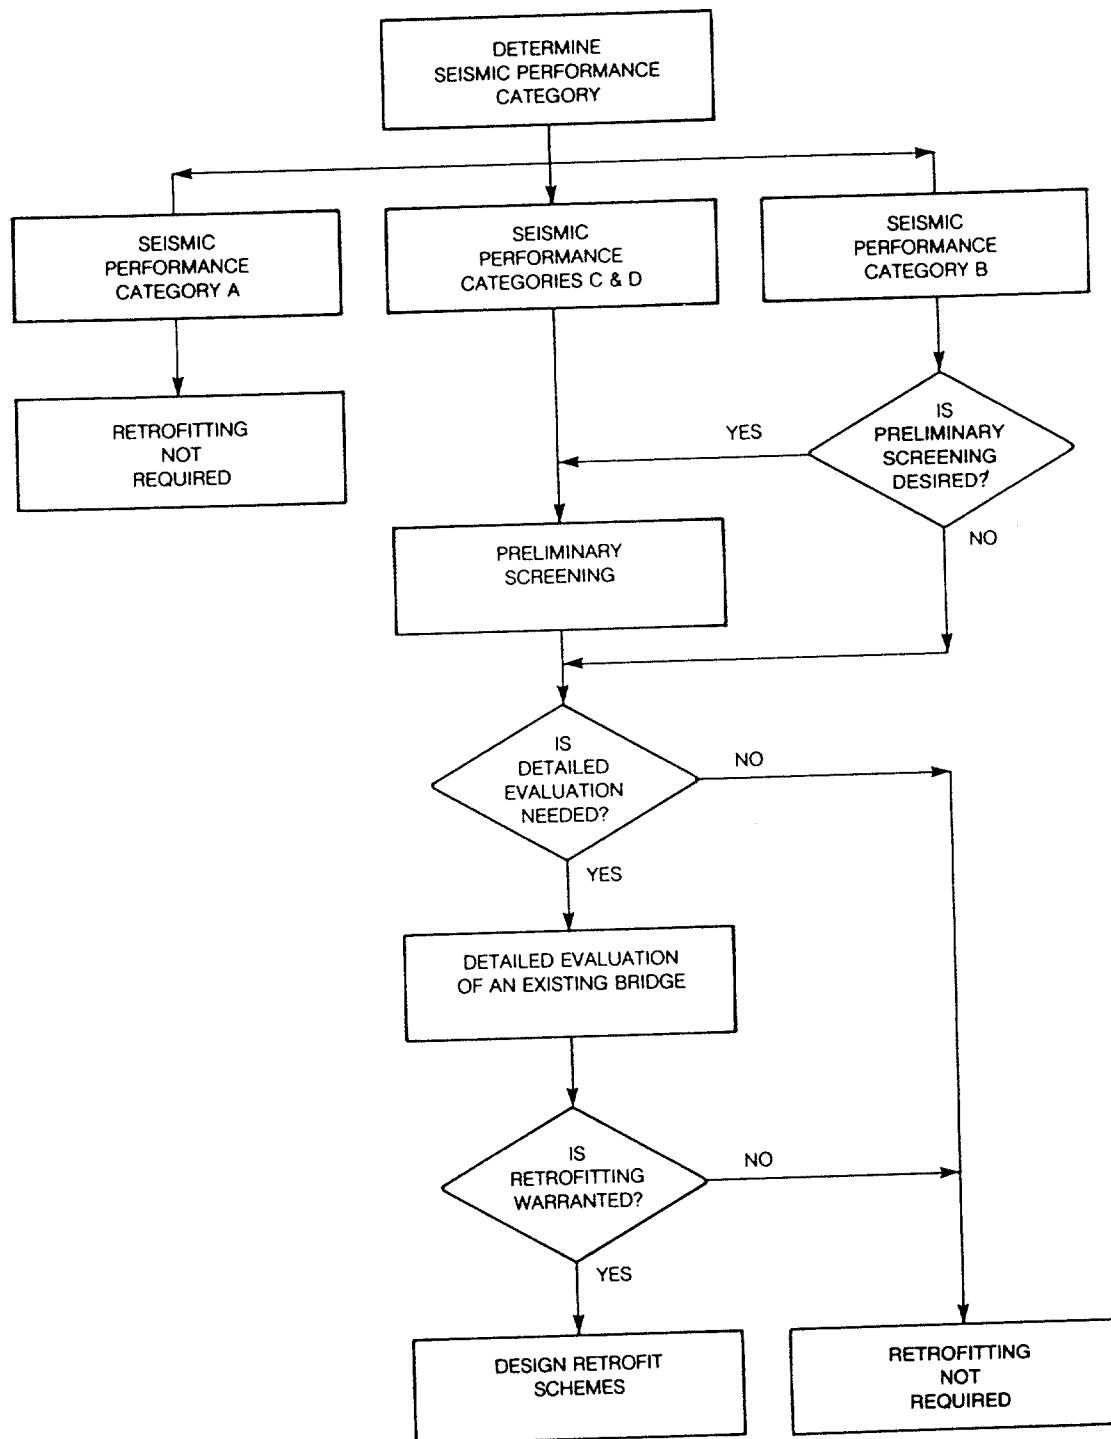 DETERMINE
SEISMIC PERFORMANCE
CATEGORY
SEISMIC
PERFORMANCE
CATEGORY A
SEISMIC
PERFORMANCE
CATEGORIES C & D
SEISMIC
PERFORMANCE
CATEGORY B
RETROFITTING
NOT
REQUIRED
YES
IS
PRELIMINARY
SCREENING
DESIRED?
NO
PRELIMINARY
SCREENING
IS
DETAILED
EVALUATION
NEEDED?
NO
YES
DETAILED EVALUATION
OF AN EXISTING BRIDGE
IS
RETROFITTING
WARRANTED?
NO
YES
DESIGN RETROFIT
SCHEMES
RETROFITTING
NOT
REQUIRED